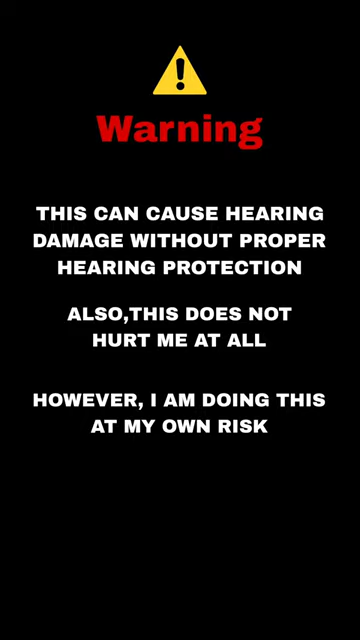 Warning
THIS CAN CAUSE HEARING
DAMAGE WITHOUT PROPER
HEARING PROTECTION
ALSO,THIS DOES NOT
HURT ME AT ALL
HOWEVER, I AM DOING THIS
AT MY OWN RISK